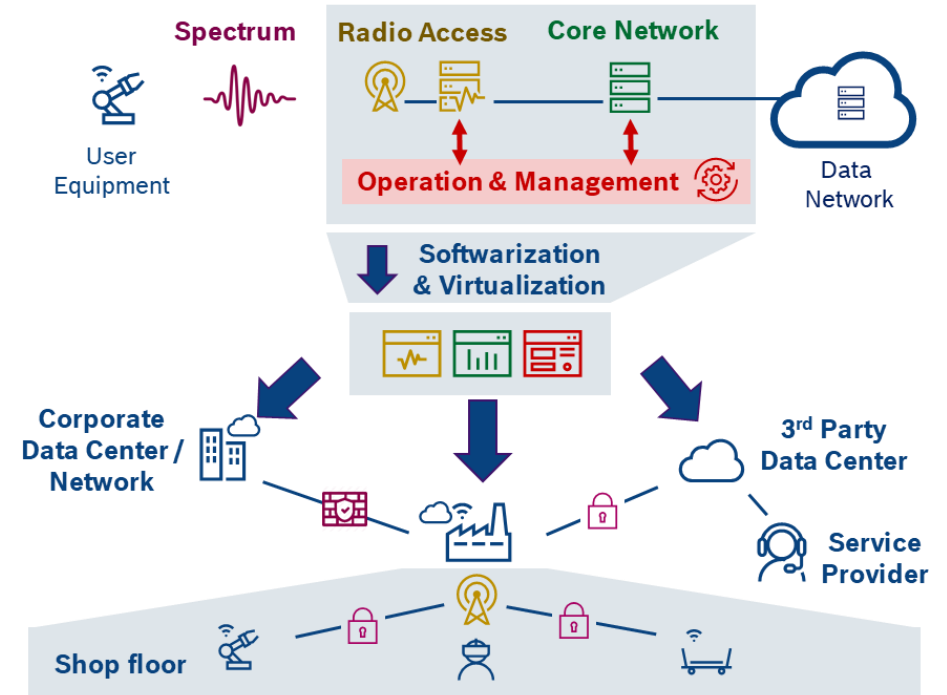 Spectrum
Radio Access
Core Network
User
Equipment
Operation & Management
Data
Network
Softwarization
& Virtualization
Corporate
Data Center /
Network
3rd Party
Data Center
Service
Provider
Shop floor